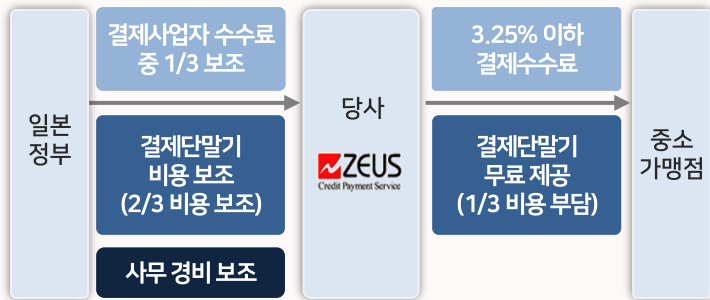 일본
정부
결제사업자 수수료
중 1/3 보조
결제단말기
비용 보조
(2/3 비용 보조)
사무 경비 보조
당사
ZEUS
Credit Payment Service
3.25% 이하
결제수수료
결제단말기
무료 제공
(1/3 비용 부담)
중소
가맹점